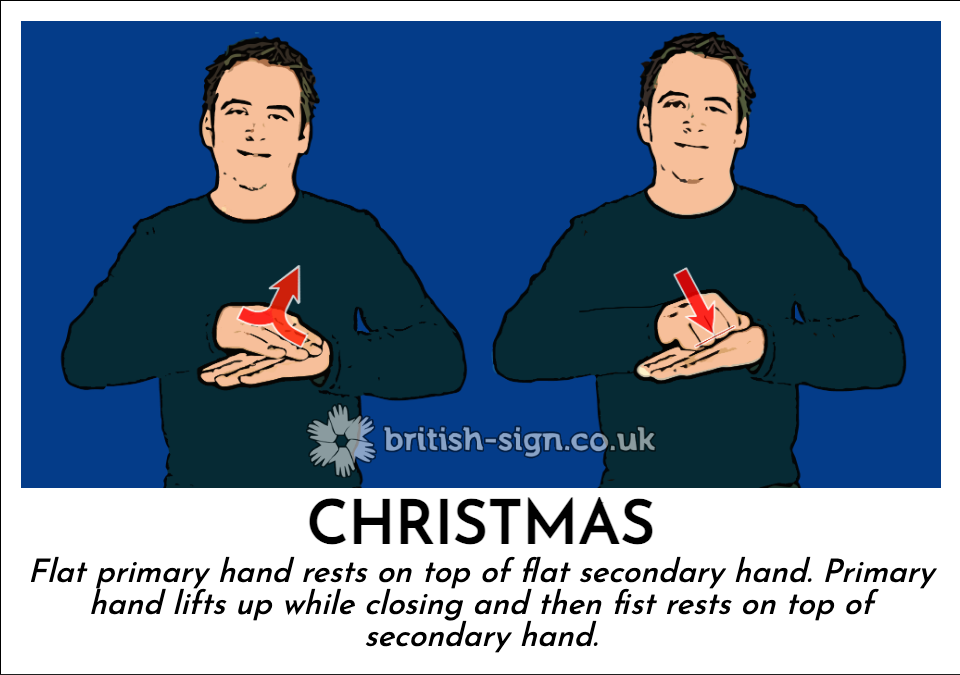 british-sign.co.uk
CHRISTMAS
Flat primary hand rests on top of flat secondary hand. Primary
hand lifts up while closing and then fist rests on top of
secondary hand.